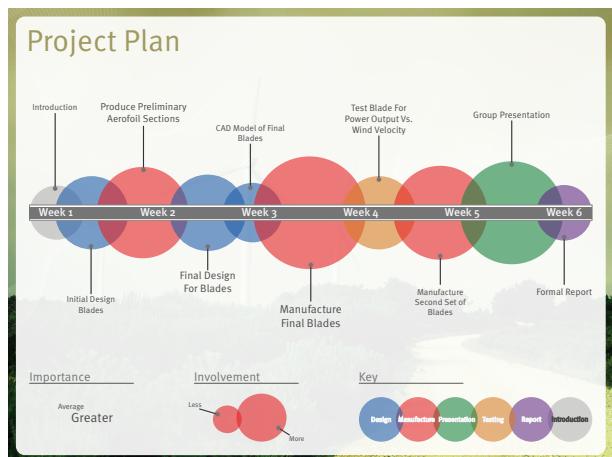 Project Plan
Introduction
Produce Preliminary
Aerofoil Sections
CAD Model of Final
Blades
Test Blade For
Power Output Vs.
Wind Velocity
Group Presentation
Week 1
Week 2
Week 3
Week 4
Week 5
Week 6
Initial Design
Blades
Final Design
For Blades
Manufacture
Final Blades
Manufacture
Second Set of
Blades
Formal Report
Importance
Average
Greater
Involvement
Less
More
Key
Design
Manufacture
Presentation
Testing
Report
Introduction